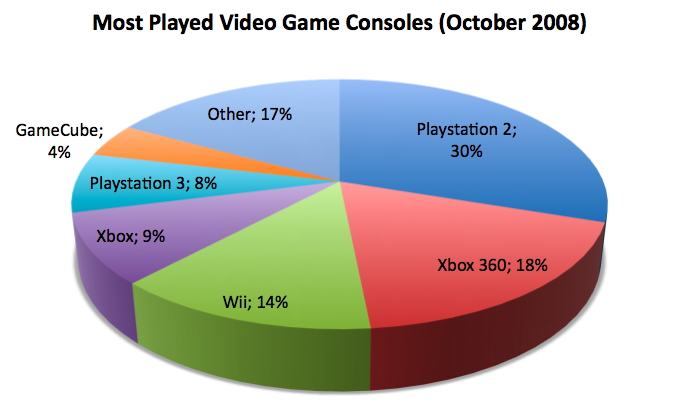 Most Played Video Game Consoles (October 2008)
Other; 17%
Playstation 2;
30%
GameCube;
4%
Playstation 3; 8%
Xbox; 9%
Xbox 360; 18%
Wii; 14%